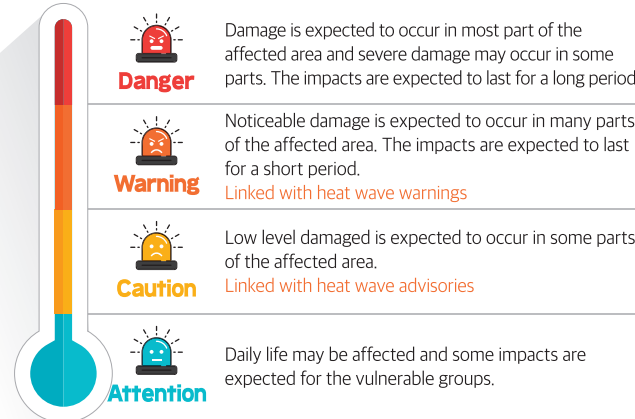 Damage is expected to occur in most part of the
affected area and severe damage may occur in some
parts. The impacts are expected to last for a long period
Danger
Noticeable damage is expected to occur in many parts
of the affected area. The impacts are expected to last
for a short period.
Warning
Linked with heat wave warnings
Low level damaged is expected to occur in some parts
of the affected area.
Caution
Linked with heat wave advisories
Daily life may be affected and some impacts are
expected for the vulnerable groups.
Attention